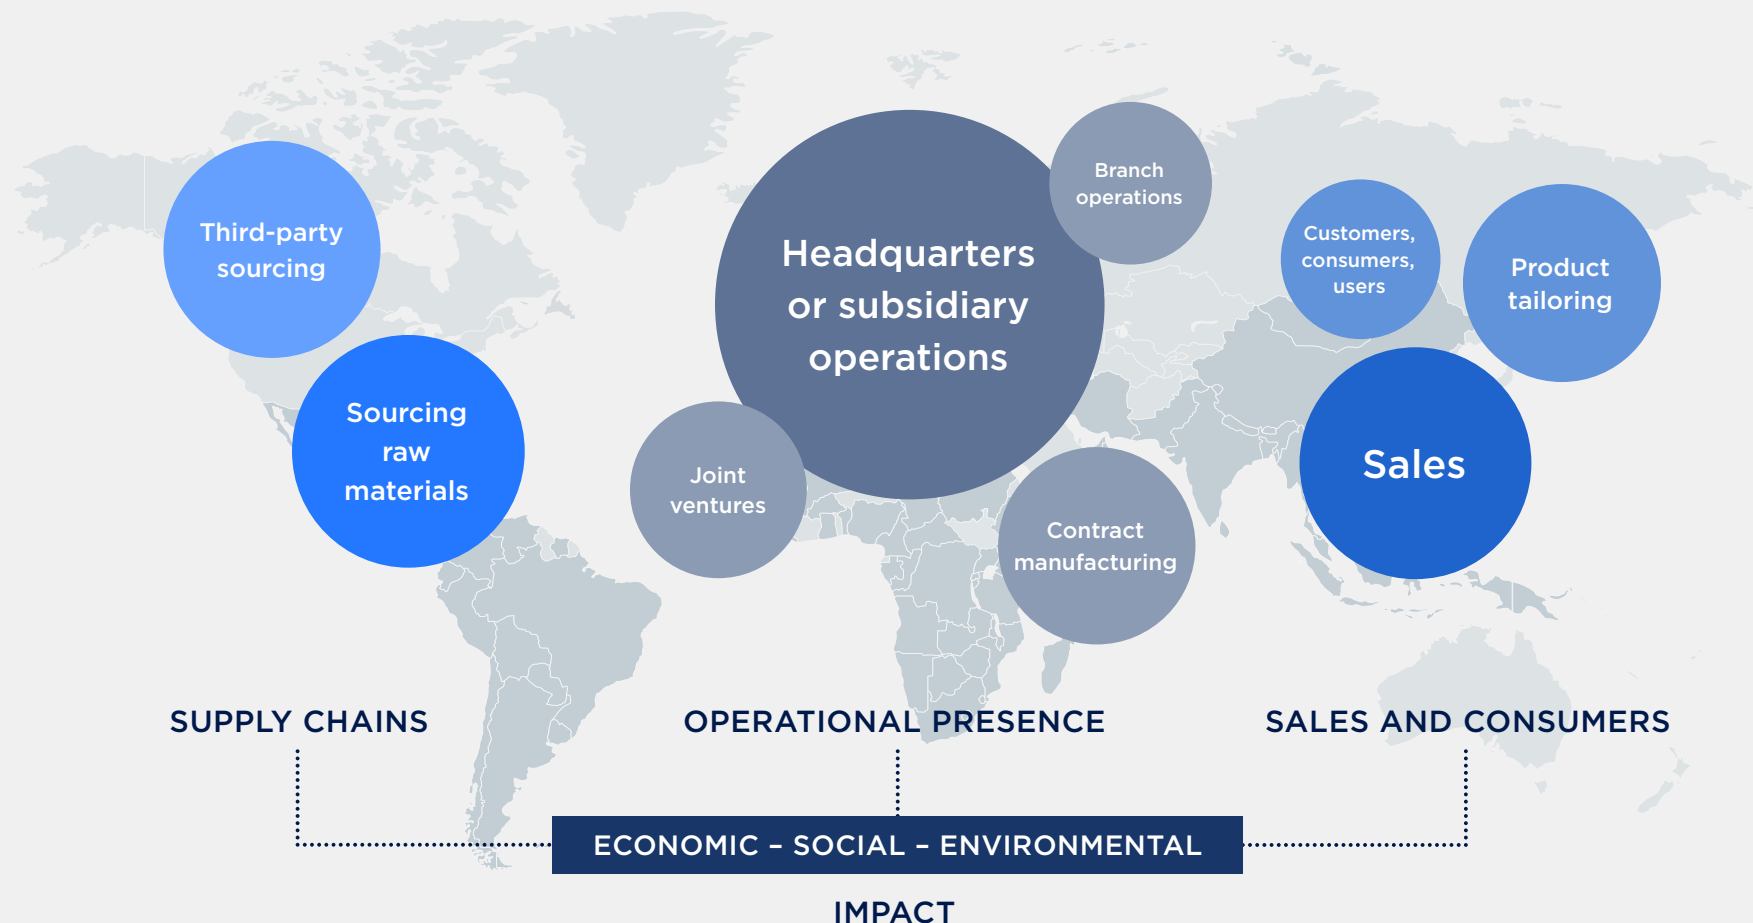 Third-party
sourcing
Sourcing
raw
materials
Headquarters
or subsidiary
operations
Branch
operations
Joint
ventures
Contract
manufacturing
Customers,
consumers,
users
Product
tailoring
Sales
SUPPLY CHAINS
OPERATIONAL PRESENCE
SALES AND CONSUMERS
ECONOMIC – SOCIAL – ENVIRONMENTAL
IMPACT